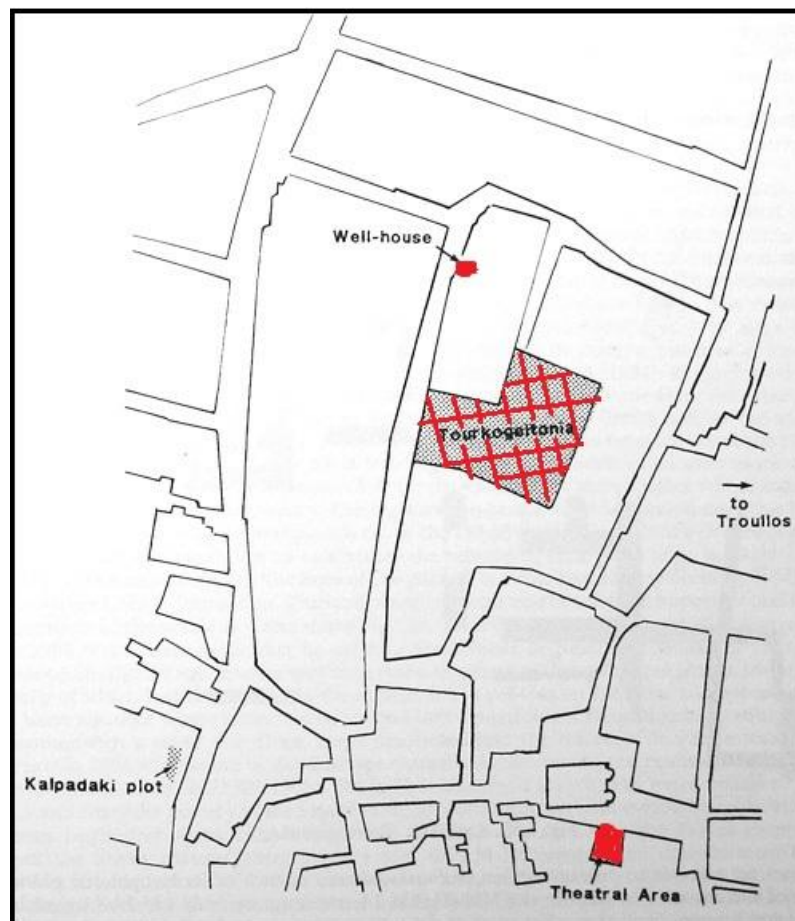 Well-house
Tourkogeitonia
to
Troullos
Kalpadaki plot
Theatral Area